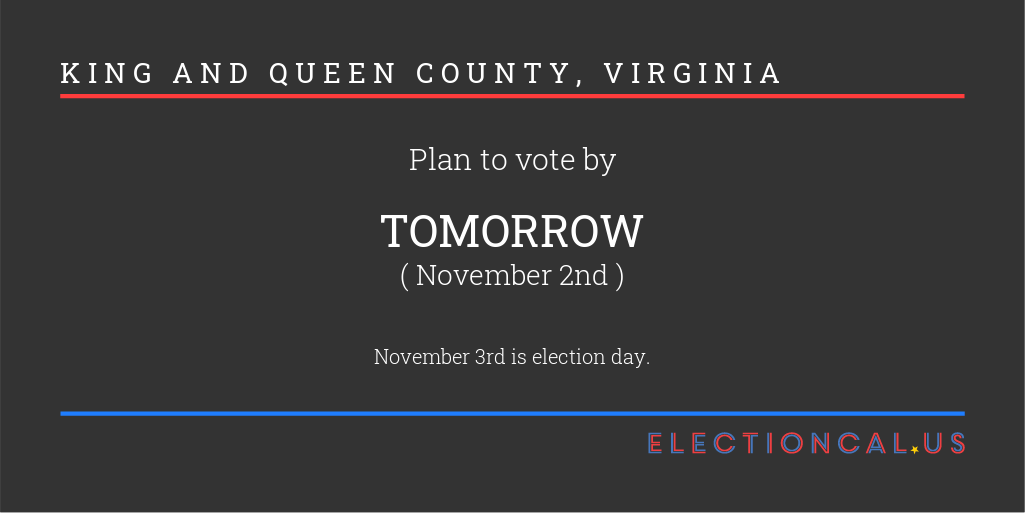 KING AND QUEEN COUNTY, VIRGINIA
Plan to vote by
TOMORROW
( November 2nd )
November 3rd is election day.
ELECTIONCAL.US